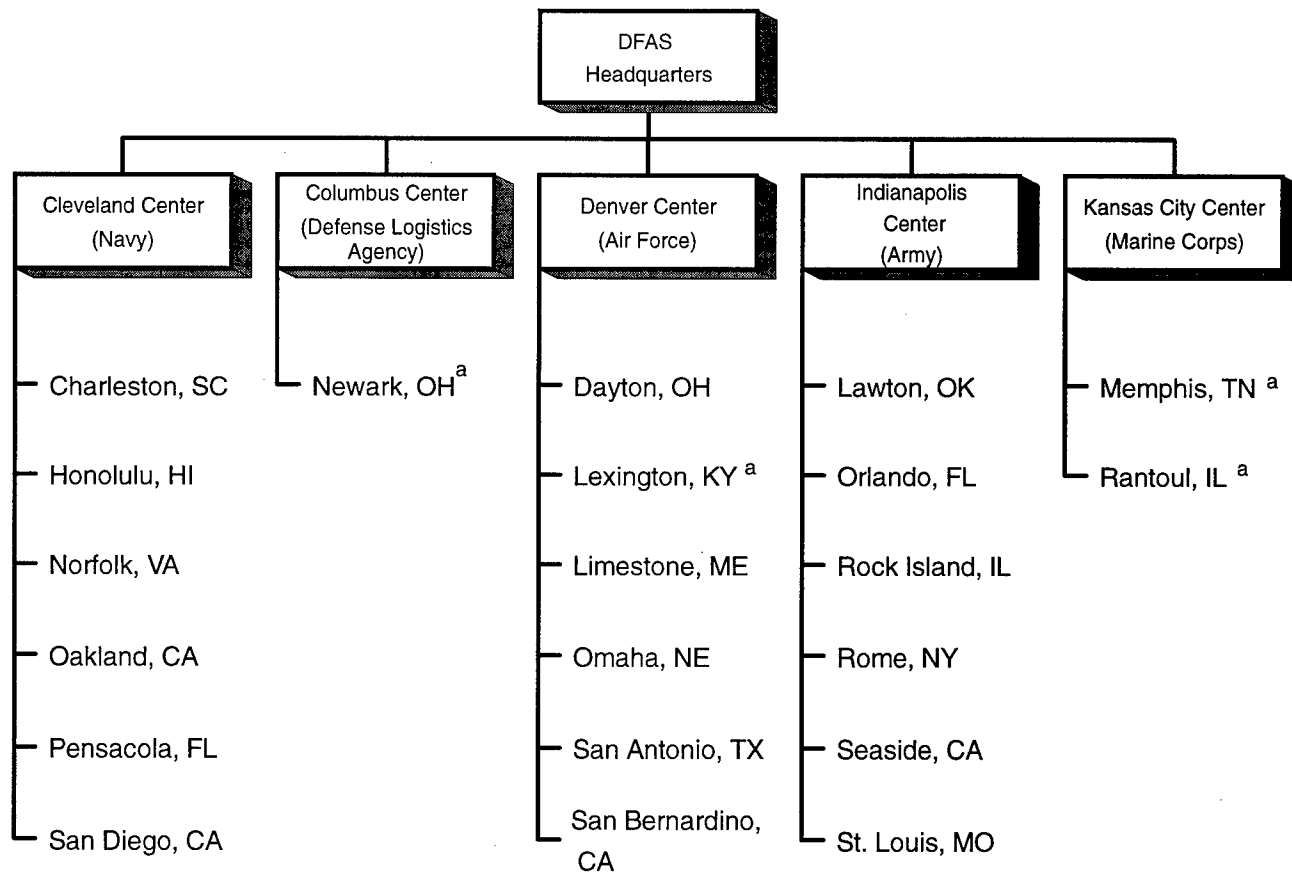 DFAS
Headquarters
Cleveland Center
(Navy)
Columbus Center
(Defense Logistics
Agency)
Denver Center
(Air Force)
Indianapolis
Center
(Army)
Kansas City Center
(Marine Corps)
Charleston, SC
Honolulu, HI
Norfolk, VA
Oakland, CA
Pensacola, FL
San Diego, CA
Newark, OH a
Dayton, OH
Lexington, KY a
Limestone, ME
Omaha, NE
San Antonio, TX
San Bernardino,
CA
Lawton, OK
Orlando, FL
Rock Island, IL
Rome, NY
Seaside, CA
St. Louis, MO
Memphis, TN a
Rantoul, IL a